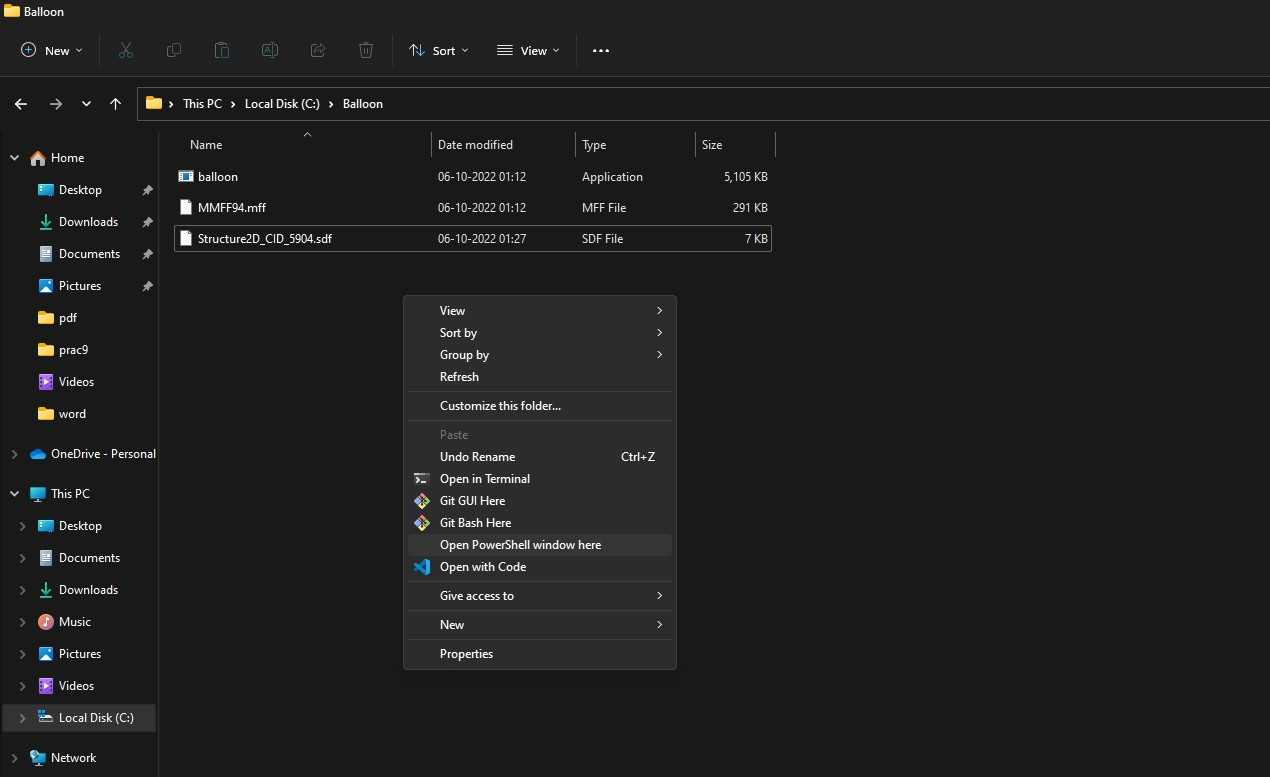 Balloon
New
Sort
View
This PC
Local Disk (C:)
Balloon
Home
Desktop
Downloads
Documents
Pictures
pdf
prac9
Videos
word
OneDrive - Personal
This PC
Desktop
Documents
Downloads
Music
Pictures
Videos
Local Disk (C:)
Network
Name Date modified Type Size
balloon 06-10-2022 01:12 Application 5,105 KB
MMFF94.mff 06-10-2022 01:12 MFF File 291 KB
Structure2D_CID_5904.sdf 06-10-2022 01:27 SDF File 7 KB
View
Sort by
Group by
Refresh
Customize this folder...
Paste
Undo Rename Ctrl+Z
Open in Terminal
Git GUI Here
Git Bash Here
Open PowerShell window here
Open with Code
Give access to
New
Properties